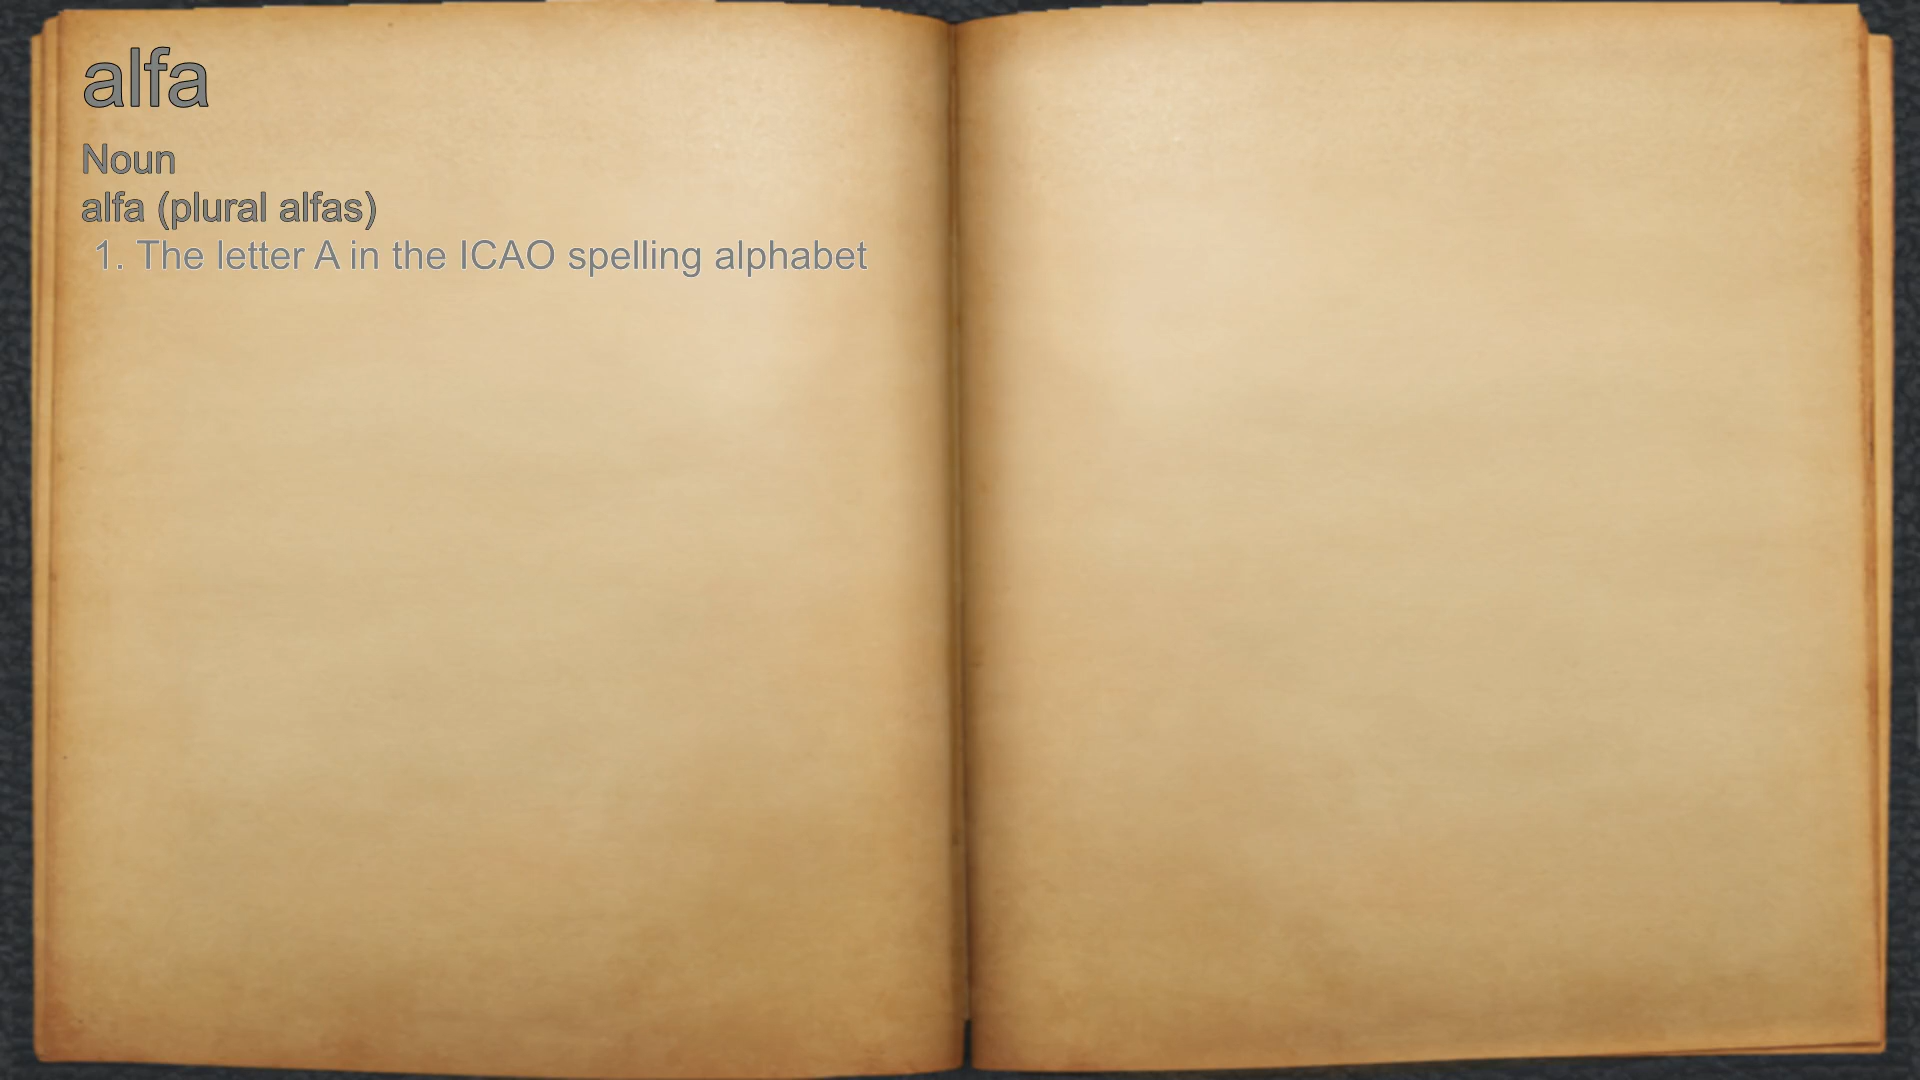 alfa
Noun
alfa (plural alfas)
1. The letter A in the ICAO spelling alphabet